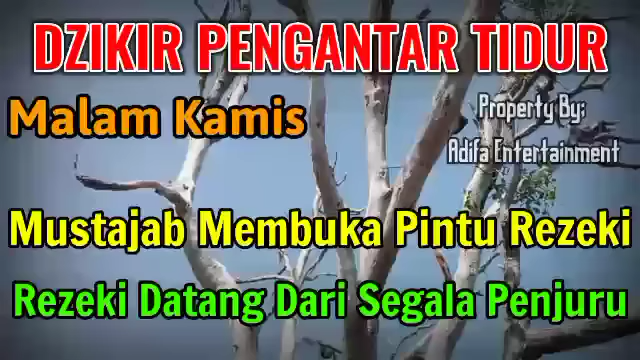 DZIKIR PENGANTAR TIDUR
Malam Kamis
Property By;
Adifa Entertainment
Mustajab Membuka Pintu Rezeki
Rezeki Datang Dari Segala Penjuru